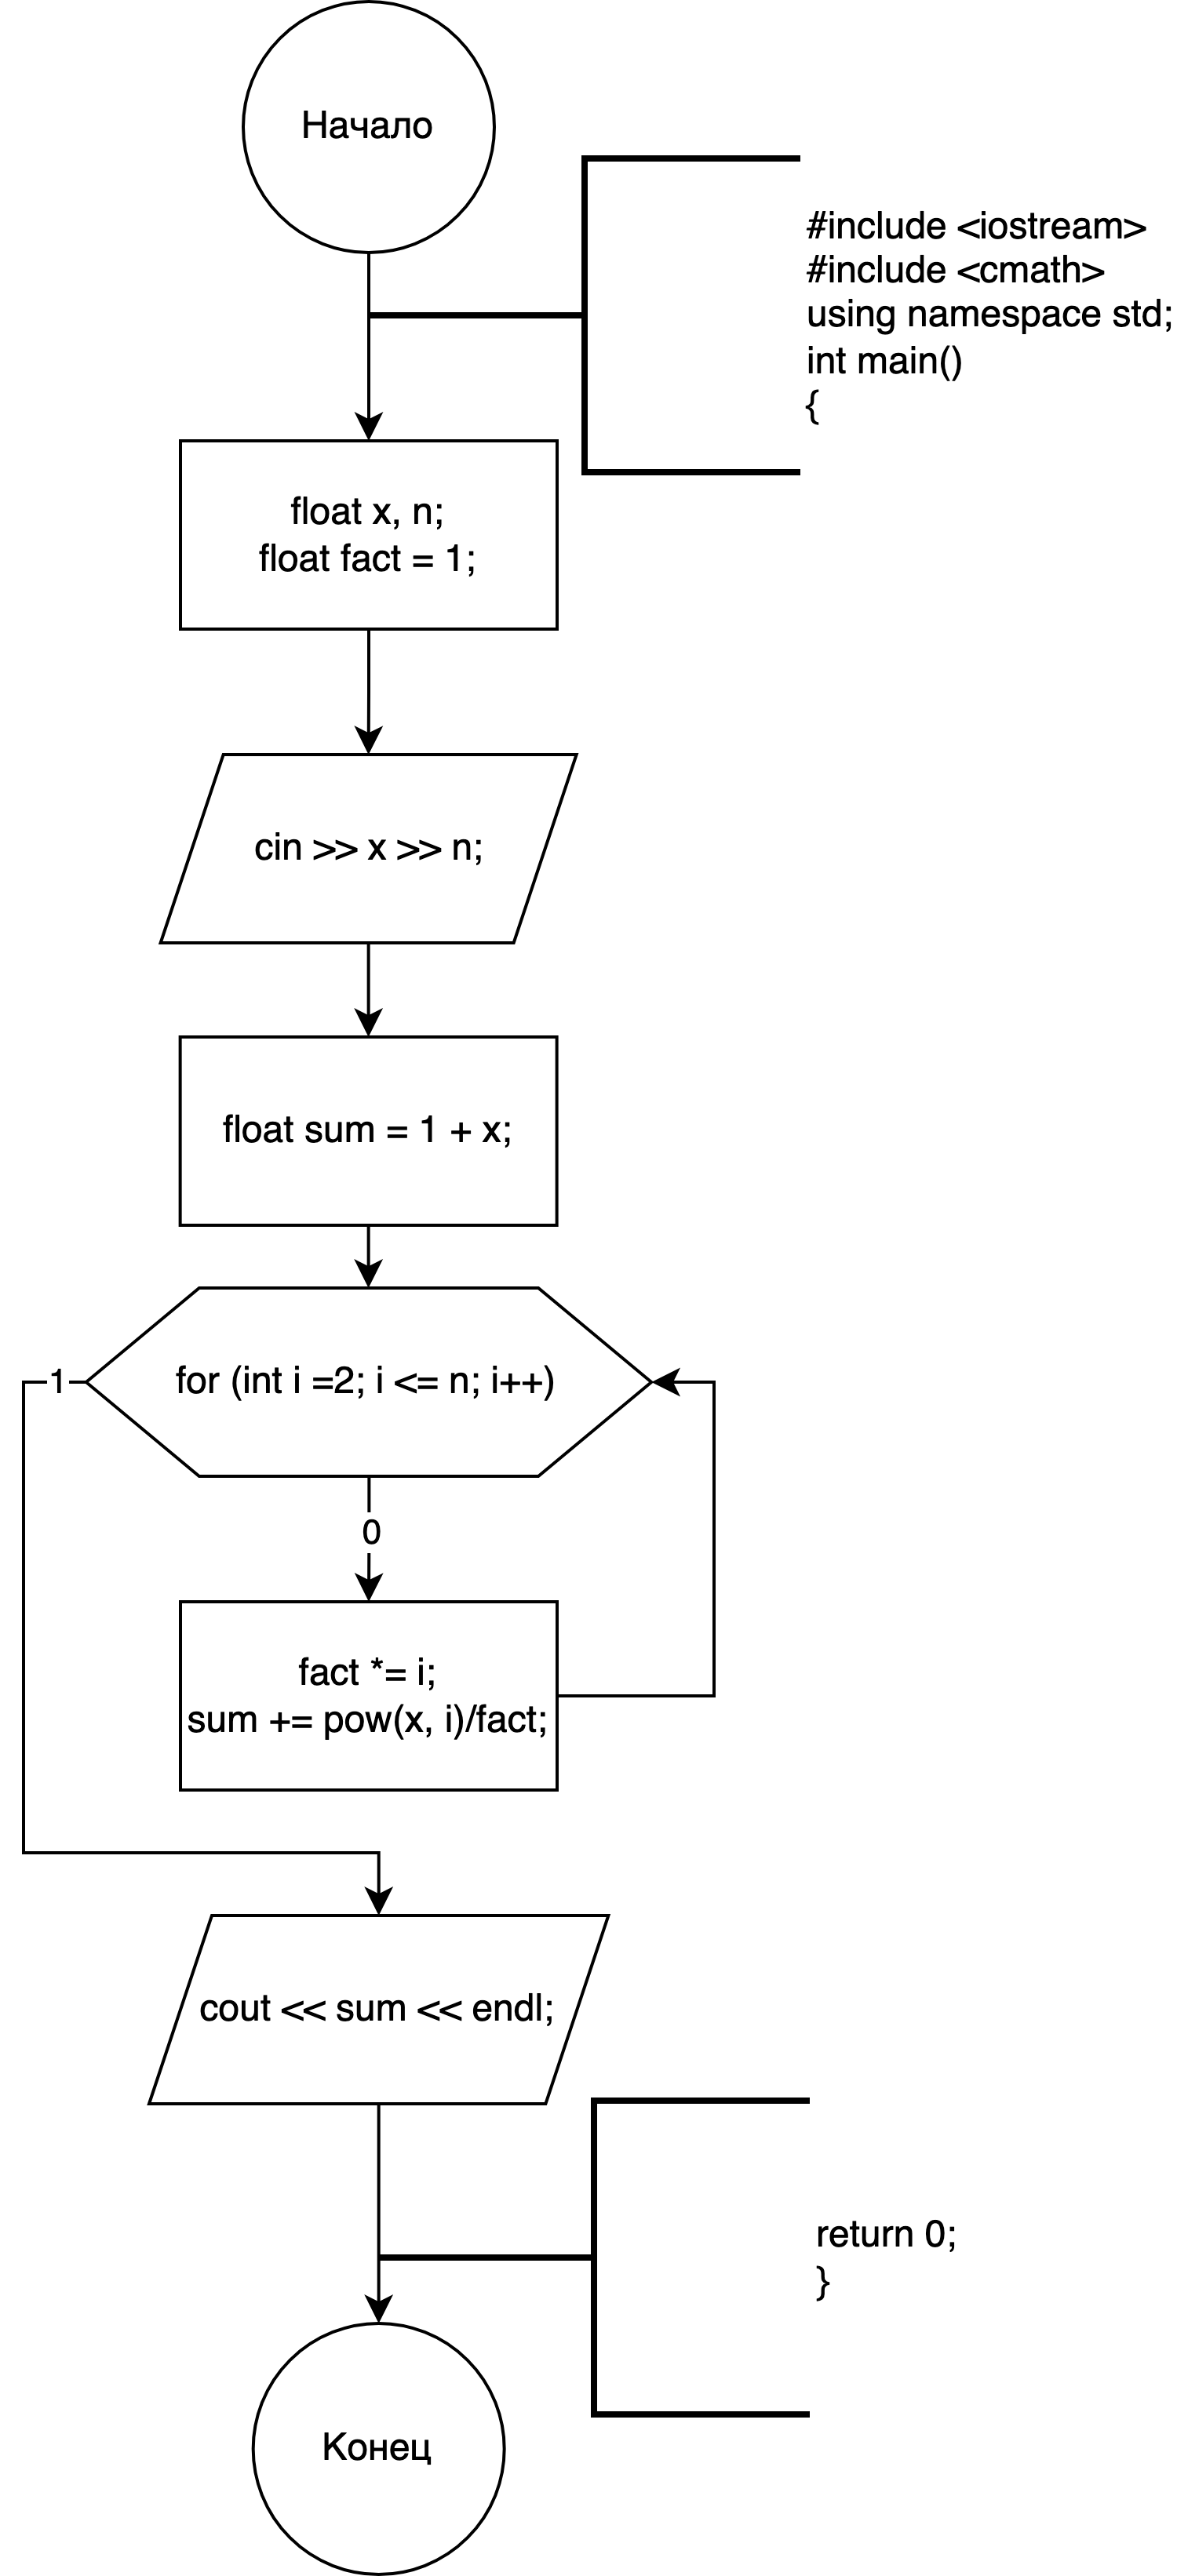 Начало
#include <iostream>
#include <cmath>
using namespace std;
int main()
{
float x, n;
float fact = 1;
cin >> x >> n;
float sum = 1 + x;
for (int i =2; i <= n; i++)
1
0
fact *= i;
sum += pow(x, i)/fact;
cout << sum << endl;
return 0;
}
Конец